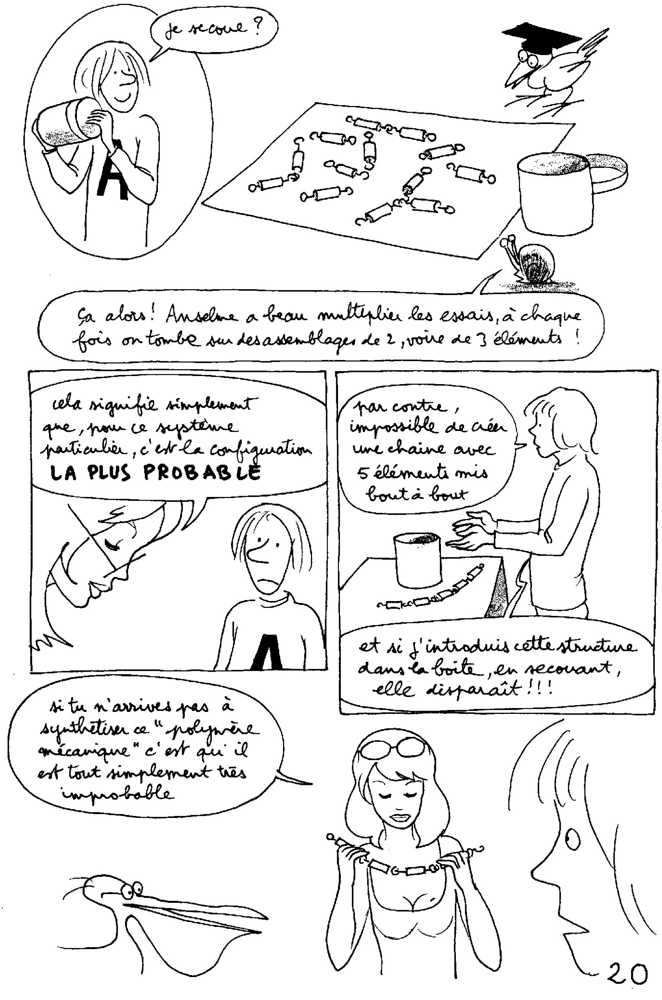 je secoue ?
A
ça alors ! Anselme a beau multiplier les essais, à chaque
fois on tombe sur des assemblages de 2, voire de 3 éléments !
cela signifie simplement
que, pour ce système
particulier, c'est la configuration
LA PLUS PROBABLE
par contre,
impossible de créer
une chaine avec
5 éléments mis
bout à bout
et si j'introduis cette structure
dans la boite, en secouant,
elle disparaît !!!
si tu n'arrives pas à
synthétiser ce "polymère
mécanique" c'est qu'il
est tout simplement très
improbable
20